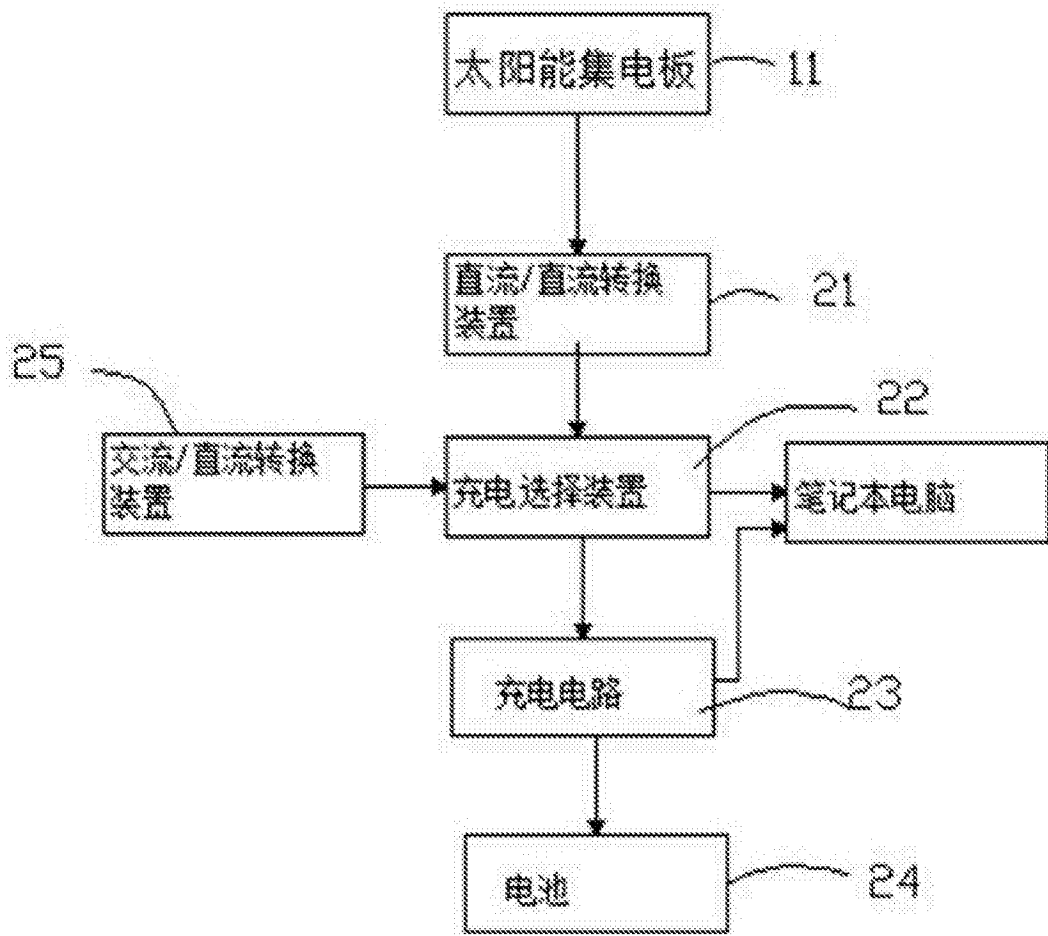 太阳能集电板
11
直流/直流转换
装置
21
25
22
交流/直流转换
装置
充电选择装置
笔记本电脑
充电电路
23
电池
24